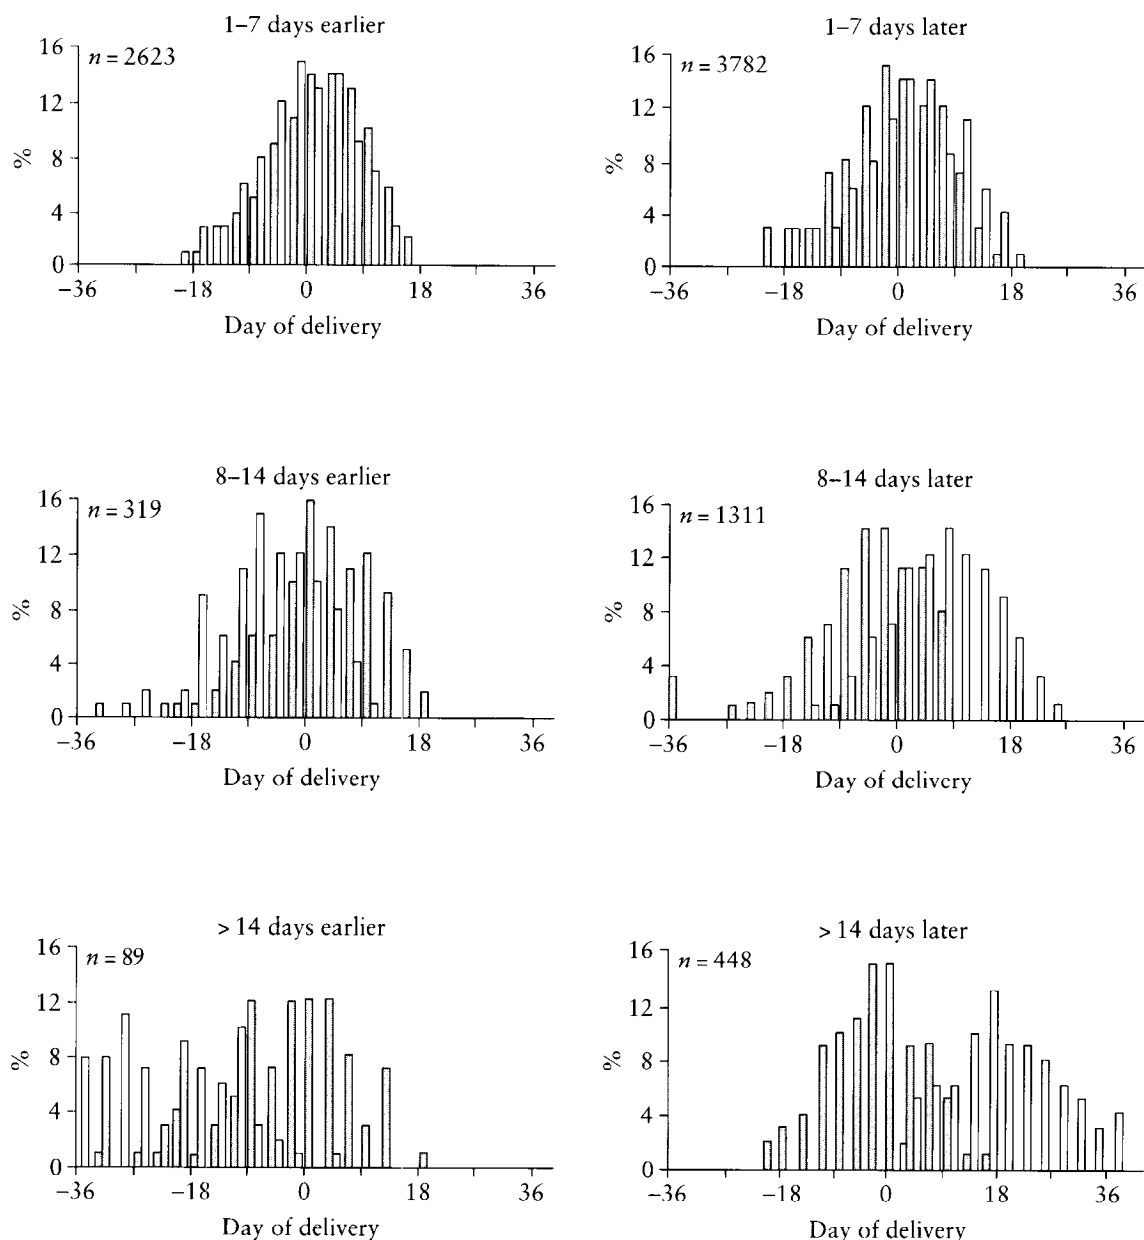 1–7 days earlier
16
n = 2623
12
%
8
4
0
−36 −18 0 18 36
Day of delivery
1–7 days later
16
n = 3782
12
%
8
4
0
−36 −18 0 18 36
Day of delivery
8–14 days earlier
16
n = 319
12
%
8
4
0
−36 −18 0 18 36
Day of delivery
8–14 days later
16
n = 1311
12
%
8
4
0
−36 −18 0 18 36
Day of delivery
> 14 days earlier
16
n = 89
12
%
8
4
0
−36 −18 0 18 36
Day of delivery
> 14 days later
16
n = 448
12
%
8
4
0
−36 −18 0 18 36
Day of delivery